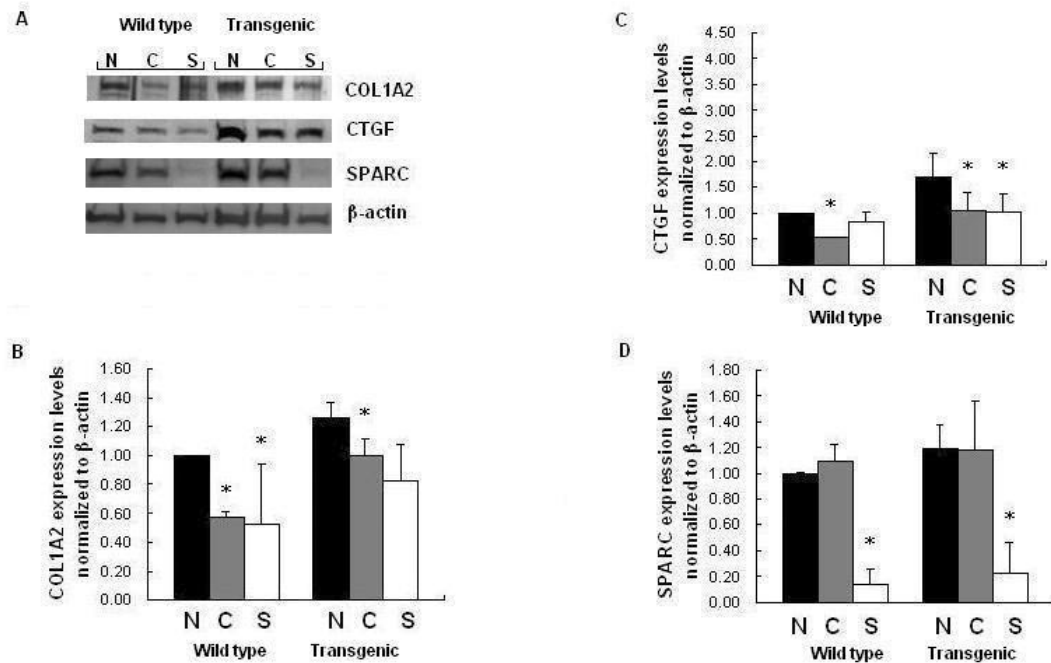 A
Wild type Transgenic
N C S N C S
COL1A2
CTGF
SPARC
β-actin
B
COL1A2 expression levels
normalized to β-actin
1.60
1.40
1.20
1.00
0.80
0.60
0.40
0.20
0.00
* * *
N C S N C S
Wild type Transgenic
C
CTGF expression levels
normalized to β-actin
4.50
4.00
3.50
3.00
2.50
2.00
1.50
1.00
0.50
0.00
* * *
N C S N C S
Wild type Transgenic
D
SPARC expression levels
normalized to β-actin
1.80
1.60
1.40
1.20
1.00
0.80
0.60
0.40
0.20
0.00
* *
N C S N C S
Wild type Transgenic